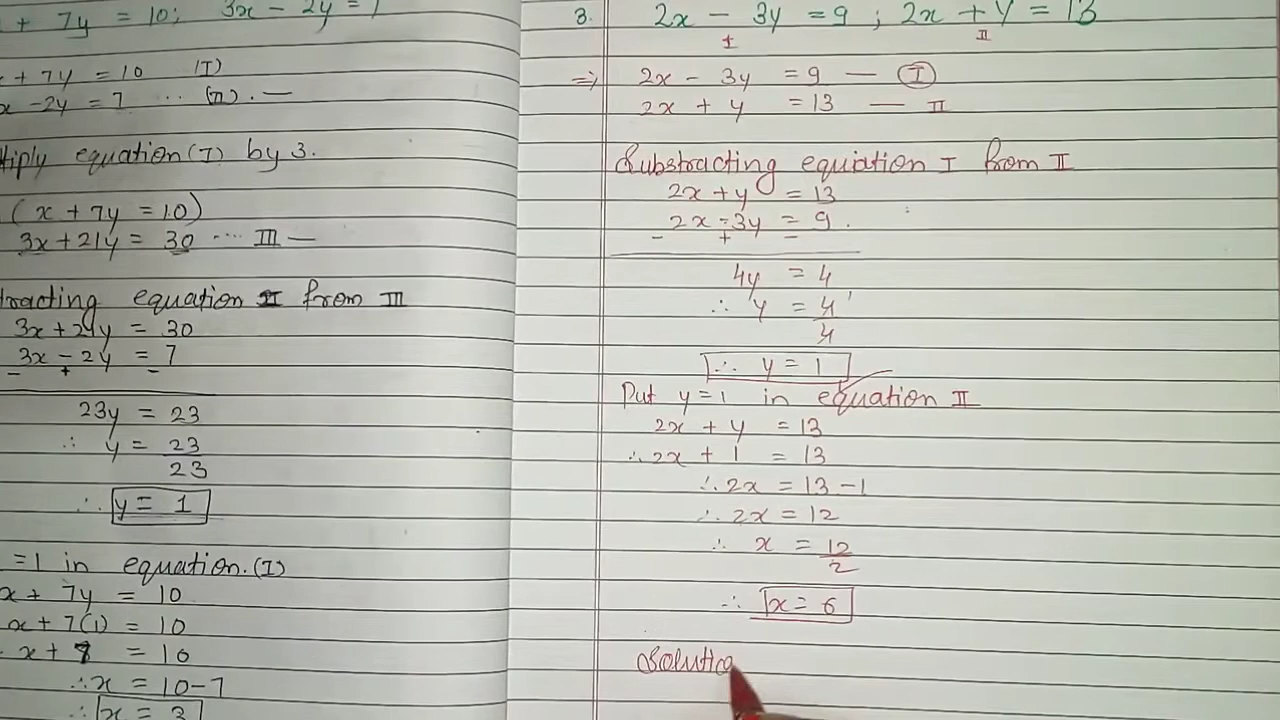 + 7y = 10; 3x - 2y = 7
x + 7y = 10 (I)
x - 2y = 7 ... (II). —
tiply equation (I) by 3.
(x + 7y = 10)
3x + 21y = 30 .... III —
tracting equation II from III
3x + 21y = 30
3x - 2y = 7
- + -
23y = 23
∴ y = 23
23
∴ y = 1
=1 in equation. (I)
x + 7y = 10
x + 7(1) = 10
x + 7 = 10
∴ x = 10-7
∴ x = 3
3. 2x - 3y = 9 ; 2x + y = 13
I II
=> 2x - 3y = 9 — I
2x + y = 13 — II
Substracting equiation I from II
2x + y = 13
2x - 3y = 9.
- + -
4y = 4
∴ y = 4
4
∴ y = 1
Put y=1 in equation II
2x + y = 13
∴ 2x + 1 = 13
∴ 2x = 13 - 1
∴ 2x = 12
∴ x = 12
2
∴ x = 6
Solutio